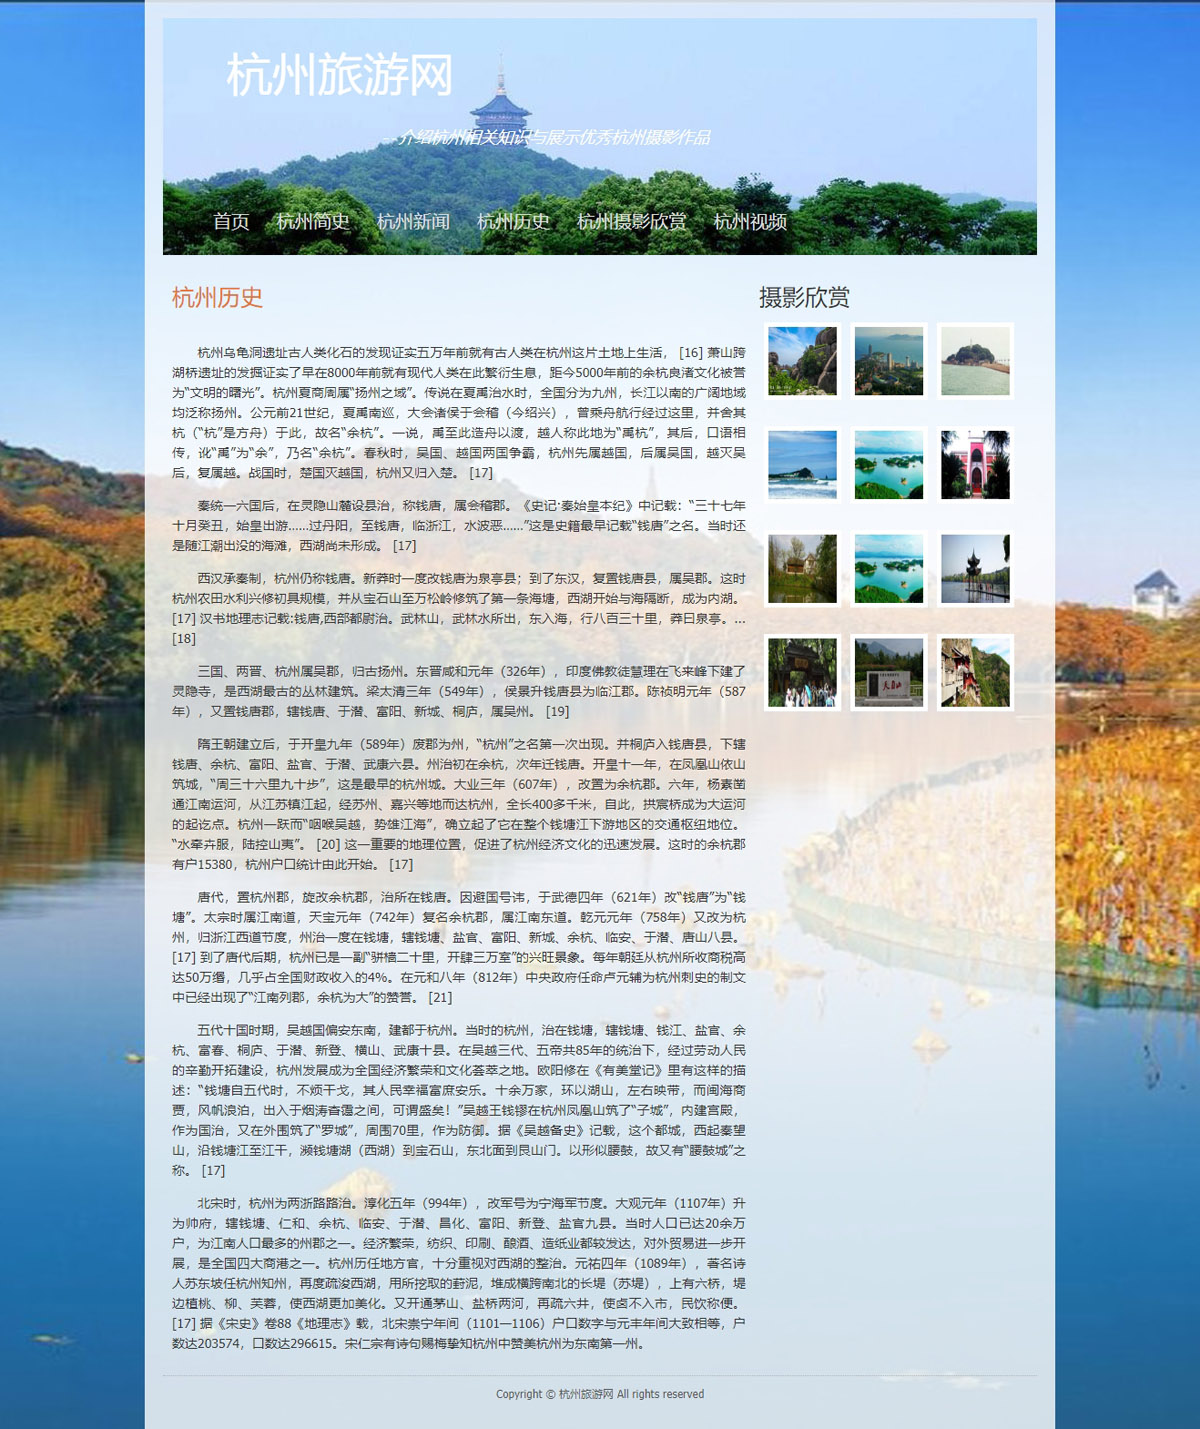 杭州旅游网
---介绍杭州相关知识与展示优秀杭州摄影作品
首页 杭州简史 杭州新闻 杭州历史 杭州摄影欣赏 杭州视频
杭州历史
摄影欣赏
杭州乌龟洞遗址古人类化石的发现证实五万年前就有古人类在杭州这片土地上生活， [16] 萧山跨
湖桥遗址的发掘证实了早在8000年前就有现代人类在此繁衍生息，距今5000年前的余杭良渚文化被誉
为“文明的曙光”。杭州夏商周属“扬州之域”。传说在夏禹治水时，全国分为九州，长江以南的广阔地域
均泛称扬州。公元前21世纪，夏禹南巡，大会诸侯于会稽（今绍兴），曾乘舟航行经过这里，并舍其
杭（“杭”是方舟）于此，故名“余杭”。一说，禹至此造舟以渡，越人称此地为“禹杭”，其后，口语相
传，讹“禹”为“余”，乃名“余杭”。春秋时，吴国、越国两国争霸，杭州先属越国，后属吴国，越灭吴
后，复属越。战国时，楚国灭越国，杭州又归入楚。 [17]
秦统一六国后，在灵隐山麓设县治，称钱唐，属会稽郡。《史记·秦始皇本纪》中记载：“三十七年
十月癸丑，始皇出游……过丹阳，至钱唐，临浙江，水波恶……”这是史籍最早记载“钱唐”之名。当时还
是随江潮出没的海滩，西湖尚未形成。 [17]
西汉承秦制，杭州仍称钱唐。新莽时一度改钱唐为泉亭县；到了东汉，复置钱唐县，属吴郡。这时
杭州农田水利兴修初具规模，并从宝石山至万松岭修筑了第一条海塘，西湖开始与海隔断，成为内湖。
[17] 汉书地理志记载:钱唐,西部都尉治。武林山，武林水所出，东入海，行八百三十里，莽曰泉亭。...
[18]
三国、两晋、杭州属吴郡，归古扬州。东晋咸和元年（326年），印度佛教徒慧理在飞来峰下建了
灵隐寺，是西湖最古的丛林建筑。梁太清三年（549年），侯景升钱唐县为临江郡。陈祯明元年（587
年），又置钱唐郡，辖钱唐、于潜、富阳、新城、桐庐，属吴州。 [19]
隋王朝建立后，于开皇九年（589年）废郡为州，“杭州”之名第一次出现。并桐庐入钱唐县，下辖
钱唐、余杭、富阳、盐官、于潜、武康六县。州治初在余杭，次年迁钱唐。开皇十一年，在凤凰山依山
筑城，“周三十六里九十步”，这是最早的杭州城。大业三年（607年），改置为余杭郡。六年，杨素凿
通江南运河，从江苏镇江起，经苏州、嘉兴等地而达杭州，全长400多千米，自此，拱宸桥成为大运河
的起讫点。杭州一跃而“咽喉吴越，势雄江海”，确立起了它在整个钱塘江下游地区的交通枢纽地位。
“水牵卉服，陆控山夷”。 [20] 这一重要的地理位置，促进了杭州经济文化的迅速发展。这时的余杭郡
有户15380，杭州户口统计由此开始。 [17]
唐代，置杭州郡，旋改余杭郡，治所在钱唐。因避国号讳，于武德四年（621年）改“钱唐”为“钱
塘”。太宗时属江南道，天宝元年（742年）复名余杭郡，属江南东道。乾元元年（758年）又改为杭
州，归浙江西道节度，州治一度在钱塘，辖钱塘、盐官、富阳、新城、余杭、临安、于潜、唐山八县。
[17] 到了唐代后期，杭州已是一副“骈樯二十里，开肆三万室”的兴旺景象。每年朝廷从杭州所收商税高
达50万缗，几乎占全国财政收入的4%。在元和八年（812年）中央政府任命卢元辅为杭州刺史的制文
中已经出现了“江南列郡，余杭为大”的赞誉。 [21]
五代十国时期，吴越国偏安东南，建都于杭州。当时的杭州，治在钱塘，辖钱塘、钱江、盐官、余
杭、富春、桐庐、于潜、新登、横山、武康十县。在吴越三代、五帝共85年的统治下，经过劳动人民
的辛勤开拓建设，杭州发展成为全国经济繁荣和文化荟萃之地。欧阳修在《有美堂记》里有这样的描
述：“钱塘自五代时，不烦干戈，其人民幸福富庶安乐。十余万家，环以湖山，左右映带，而闽海商
贾，风帆浪泊，出入于烟涛杳霭之间，可谓盛矣！”吴越王钱镠在杭州凤凰山筑了“子城”，内建宫殿，
作为国治，又在外围筑了“罗城”，周围70里，作为防御。据《吴越备史》记载，这个都城，西起秦望
山，沿钱塘江至江干，濒钱塘湖（西湖）到宝石山，东北面到艮山门。以形似腰鼓，故又有“腰鼓城”之
称。 [17]
北宋时，杭州为两浙路路治。淳化五年（994年），改军号为宁海军节度。大观元年（1107年）升
为帅府，辖钱塘、仁和、余杭、临安、于潜、昌化、富阳、新登、盐官九县。当时人口已达20余万
户，为江南人口最多的州郡之一。经济繁荣，纺织、印刷、酿酒、造纸业都较发达，对外贸易进一步开
展，是全国四大商港之一。杭州历任地方官，十分重视对西湖的整治。元祐四年（1089年），著名诗
人苏东坡任杭州知州，再度疏浚西湖，用所挖取的葑泥，堆成横跨南北的长堤（苏堤），上有六桥，堤
边植桃、柳、芙蓉，使西湖更加美化。又开通茅山、盐桥两河，再疏六井，使卤不入市，民饮称便。
[17] 据《宋史》卷88《地理志》载，北宋崇宁年间（1101—1106）户口数字与元丰年间大致相等，户
数达203574，口数达296615。宋仁宗有诗句赐梅挚知杭州中赞美杭州为东南第一州。
Copyright © 杭州旅游网 All rights reserved